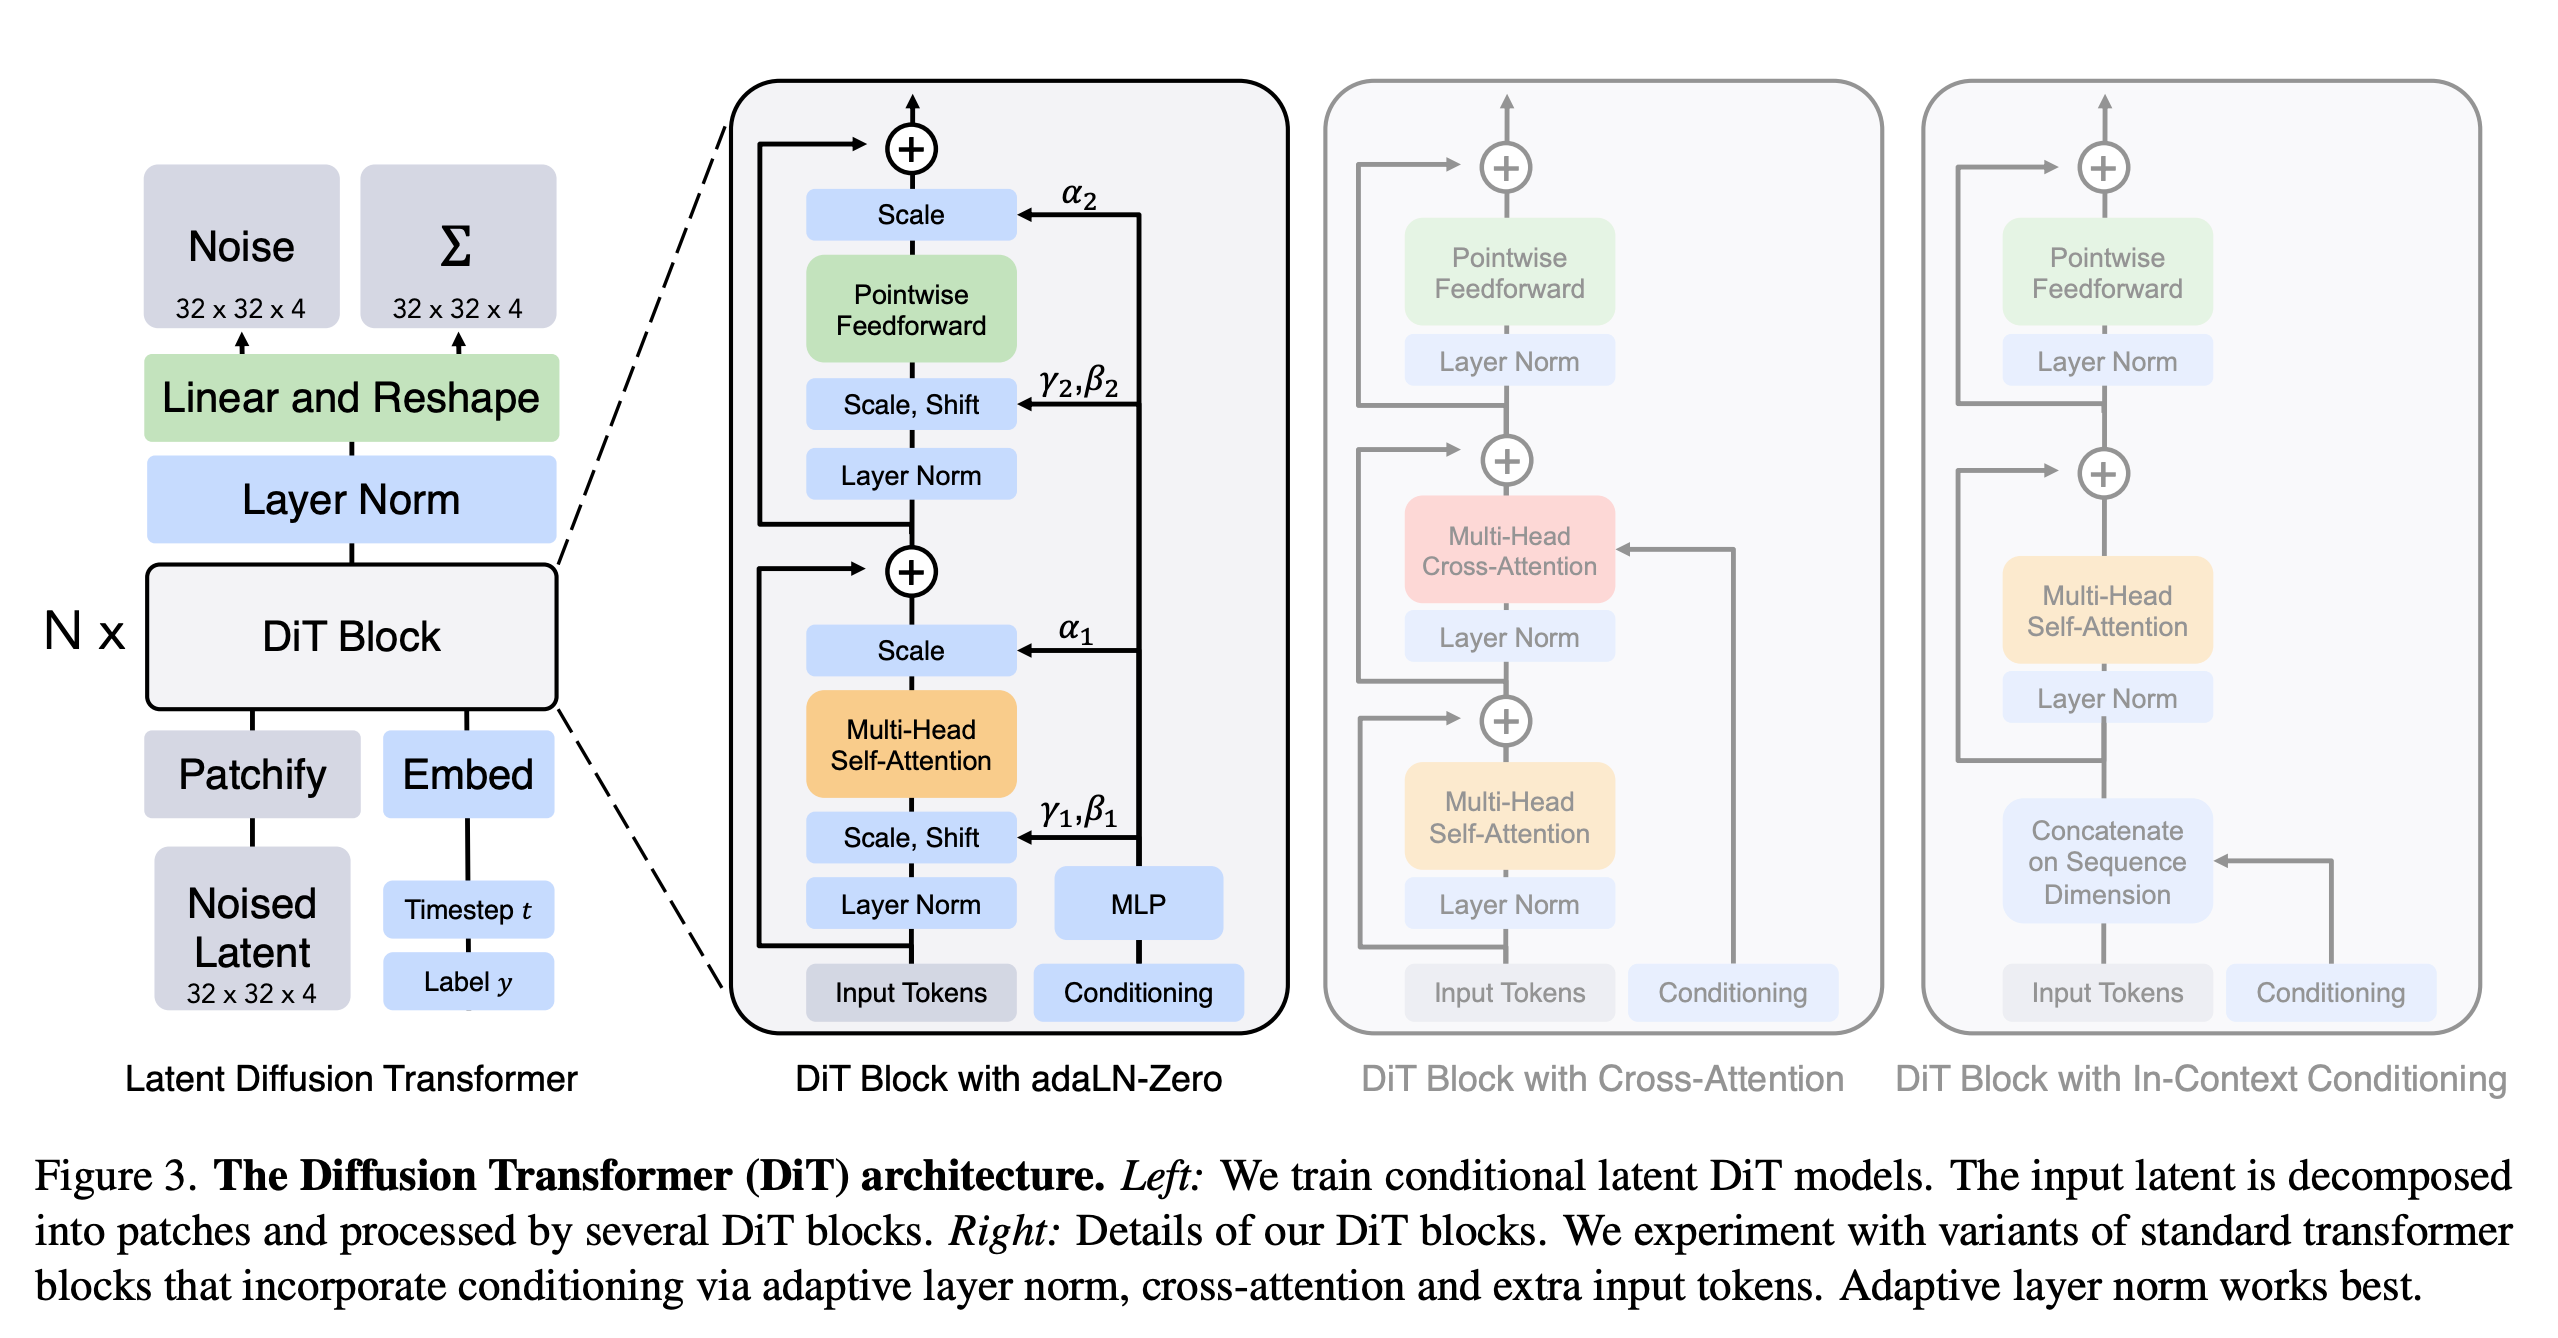 Noise
32 x 32 x 4
Σ
32 x 32 x 4
Linear and Reshape
Layer Norm
N x
DiT Block
Patchify
Embed
Noised
Latent
32 x 32 x 4
Timestep t
Label y
Latent Diffusion Transformer
+
Scale
α₂
Pointwise
Feedforward
Scale, Shift
γ₂,β₂
Layer Norm
+
Scale
α₁
Multi-Head
Self-Attention
Scale, Shift
γ₁,β₁
Layer Norm
MLP
Input Tokens
Conditioning
DiT Block with adaLN-Zero
+
Pointwise
Feedforward
Layer Norm
+
Multi-Head
Cross-Attention
Layer Norm
+
Multi-Head
Self-Attention
Layer Norm
Input Tokens
Conditioning
DiT Block with Cross-Attention
+
Pointwise
Feedforward
Layer Norm
+
Multi-Head
Self-Attention
Layer Norm
Concatenate
on Sequence
Dimension
Input Tokens
Conditioning
DiT Block with In-Context Conditioning
Figure 3. The Diffusion Transformer (DiT) architecture. Left: We train conditional latent DiT models. The input latent is decomposed
into patches and processed by several DiT blocks. Right: Details of our DiT blocks. We experiment with variants of standard transformer
blocks that incorporate conditioning via adaptive layer norm, cross-attention and extra input tokens. Adaptive layer norm works best.